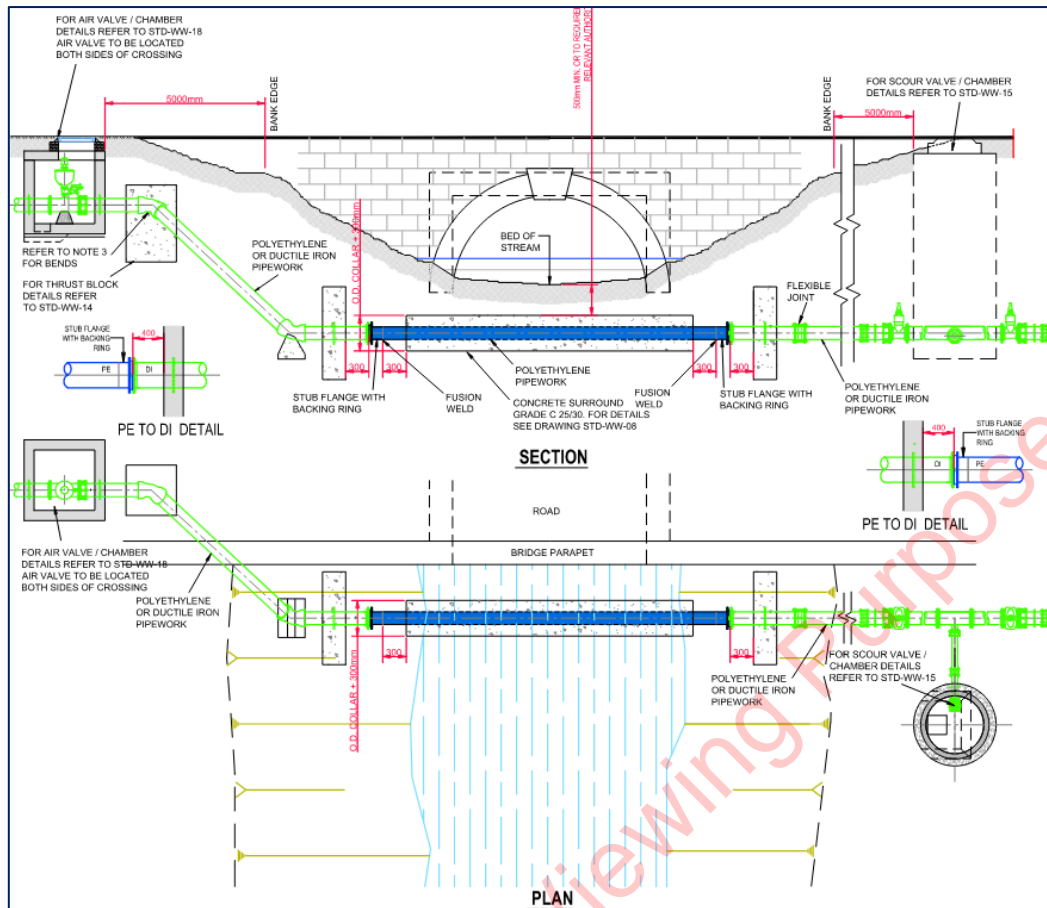 FOR AIR VALVE / CHAMBER
DETAILS REFER TO STD-WW-18
AIR VALVE TO BE LOCATED
BOTH SIDES OF CROSSING
5000mm
BANK EDGE
500mm MIN. OR TO
RELEVANT
BANK EDGE
FOR SCOUR VALVE / CHAMBER
DETAILS REFER TO STD-WW-15
5000mm
REFER TO NOTE 3
FOR BENDS
FOR THRUST BLOCK
DETAILS REFER
TO STD-WW-14
POLYETHYLENE
OR DUCTILE IRON
PIPEWORK
O.D. COLLAR + 300mm
BED OF
STREAM
FLEXIBLE
JOINT
STUB FLANGE
WITH BACKING
RING
400
PE
DI
PE TO DI DETAIL
300
300
STUB FLANGE WITH
BACKING RING
FUSION
WELD
POLYETHYLENE
PIPEWORK
CONCRETE SURROUND
GRADE C 25/30. FOR DETAILS
SEE DRAWING STD-WW-08
FUSION
WELD
300
300
STUB FLANGE WITH
BACKING RING
POLYETHYLENE
OR DUCTILE IRON
PIPEWORK
SECTION
400
STUB FLANGE
WITH BACKING
RING
DI
PE
PE TO DI DETAIL
ROAD
BRIDGE PARAPET
FOR AIR VALVE / CHAMBER
DETAILS REFER TO STD-WW-18
AIR VALVE TO BE LOCATED
BOTH SIDES OF CROSSING
POLYETHYLENE
OR DUCTILE IRON
PIPEWORK
300
O.D. COLLAR + 300mm
300
POLYETHYLENE
OR DUCTILE IRON
PIPEWORK
FOR SCOUR VALVE /
CHAMBER DETAILS
REFER TO STD-WW-15
PLAN
Viewing Purpose